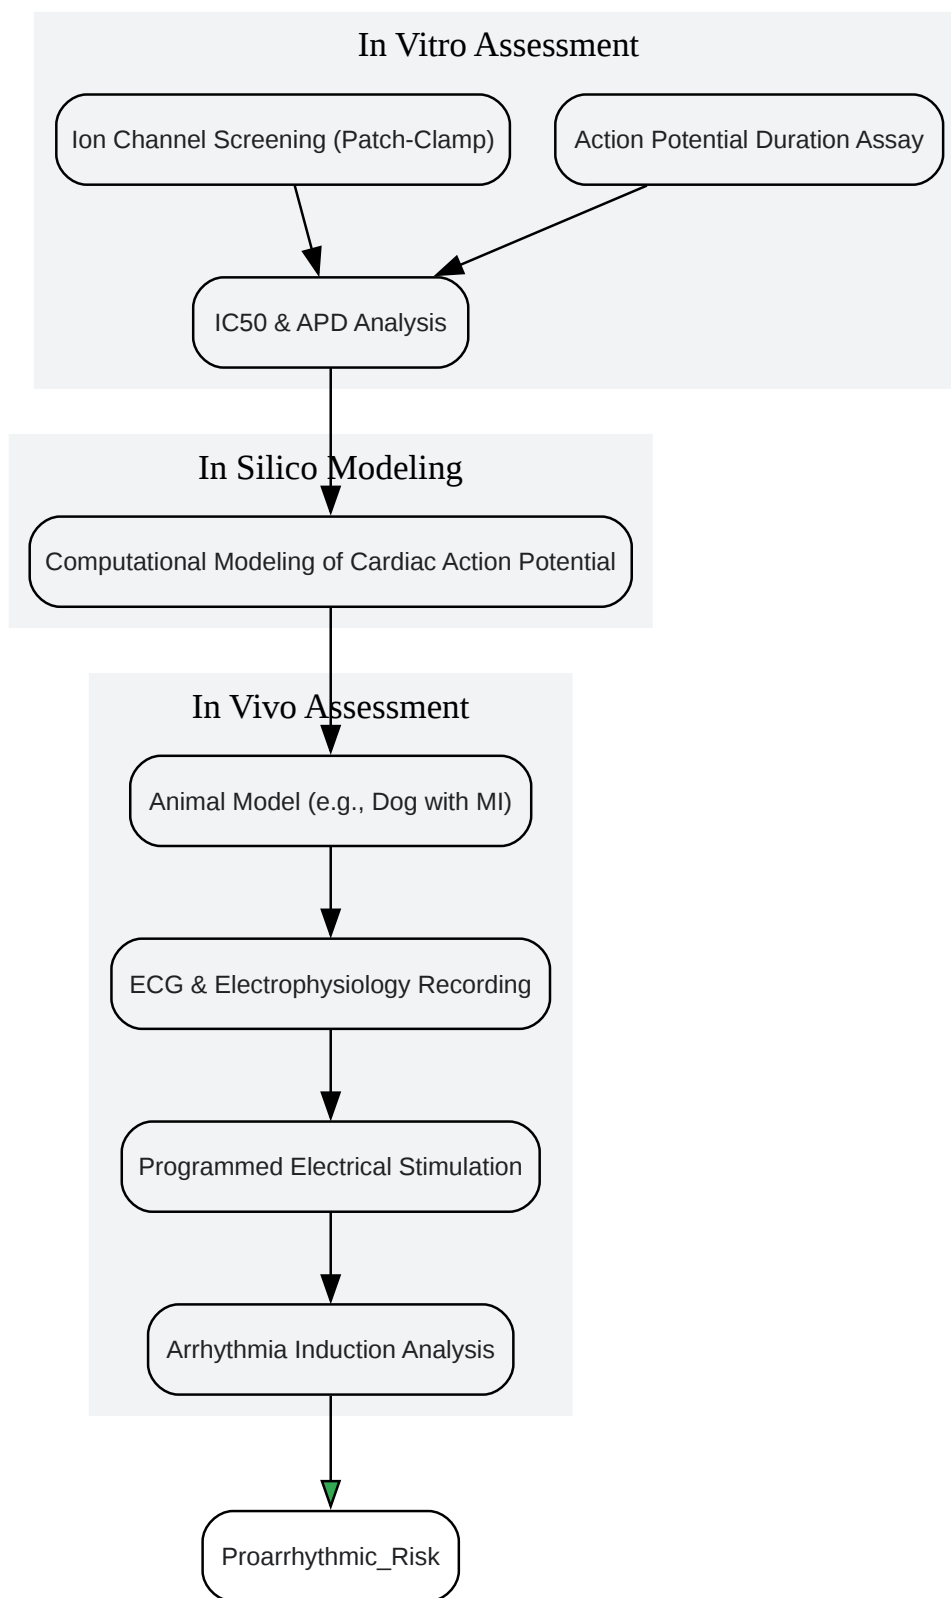 In Vitro Assessment
Ion Channel Screening (Patch-Clamp)
Action Potential Duration Assay
IC50 & APD Analysis
In Silico Modeling
Computational Modeling of Cardiac Action Potential
In Vivo Assessment
Animal Model (e.g., Dog with MI)
ECG & Electrophysiology Recording
Programmed Electrical Stimulation
Arrhythmia Induction Analysis
Proarrhythmic_Risk